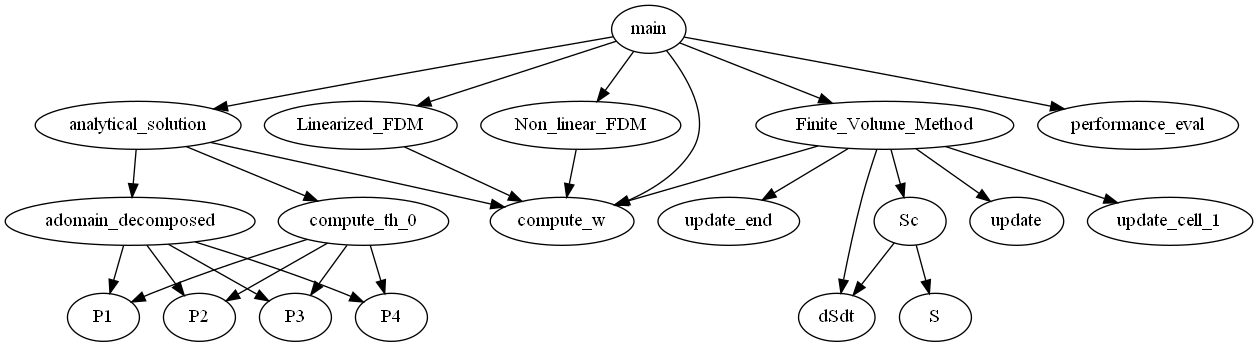 main
analytical_solution
Linearized_FDM
Non_linear_FDM
Finite_Volume_Method
performance_eval
adomain_decomposed
compute_th_0
compute_w
update_end
Sc
update
update_cell_1
P1
P2
P3
P4
dSdt
S